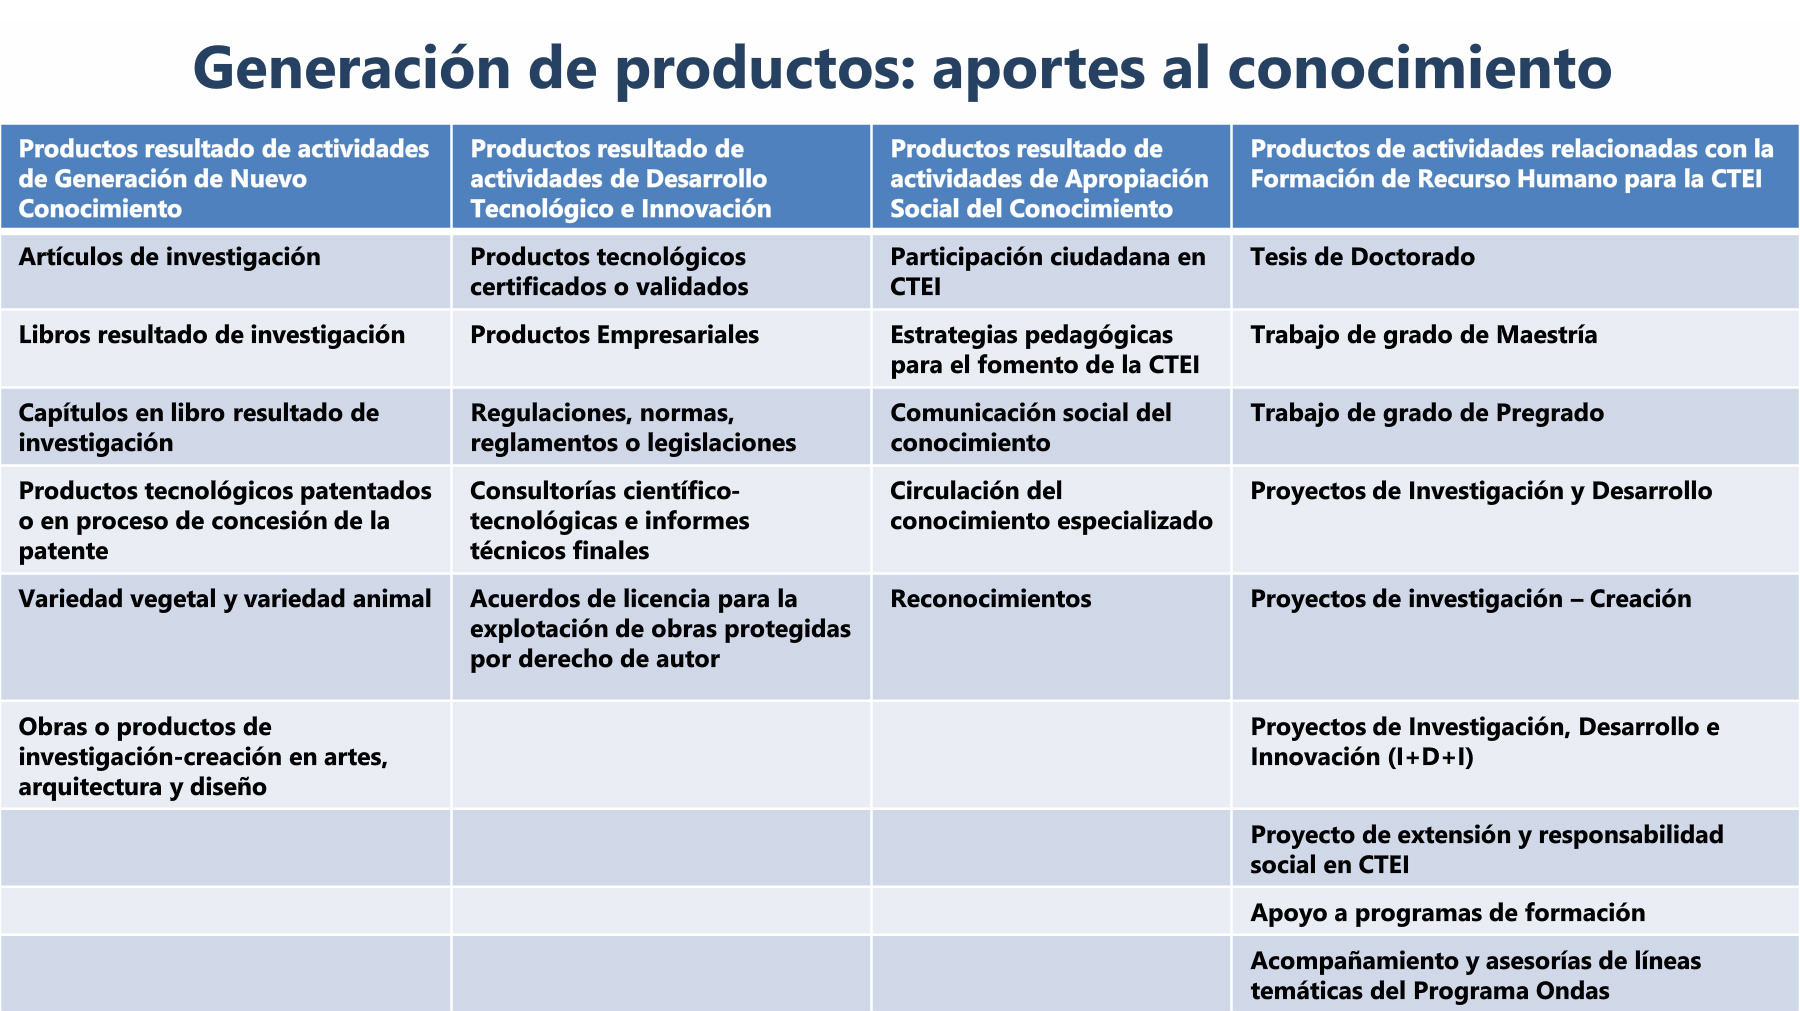 Generación de productos: aportes al conocimiento
Productos resultado de actividades
de Generación de Nuevo
Conocimiento
Productos resultado de
actividades de Desarrollo
Tecnológico e Innovación
Productos resultado de
actividades de Apropiación
Social del Conocimiento
Productos de actividades relacionadas con la
Formación de Recurso Humano para la CTEI
Artículos de investigación
Productos tecnológicos
certificados o validados
Participación ciudadana en
CTEI
Tesis de Doctorado
Libros resultado de investigación
Productos Empresariales
Estrategias pedagógicas
para el fomento de la CTEI
Trabajo de grado de Maestría
Capítulos en libro resultado de
investigación
Regulaciones, normas,
reglamentos o legislaciones
Comunicación social del
conocimiento
Trabajo de grado de Pregrado
Productos tecnológicos patentados
o en proceso de concesión de la
patente
Consultorías científico-
tecnológicas e informes
técnicos finales
Circulación del
conocimiento especializado
Proyectos de Investigación y Desarrollo
Variedad vegetal y variedad animal
Acuerdos de licencia para la
explotación de obras protegidas
por derecho de autor
Reconocimientos
Proyectos de investigación – Creación
Obras o productos de
investigación-creación en artes,
arquitectura y diseño
Proyectos de Investigación, Desarrollo e
Innovación (I+D+I)
Proyecto de extensión y responsabilidad
social en CTEI
Apoyo a programas de formación
Acompañamiento y asesorías de líneas
temáticas del Programa Ondas